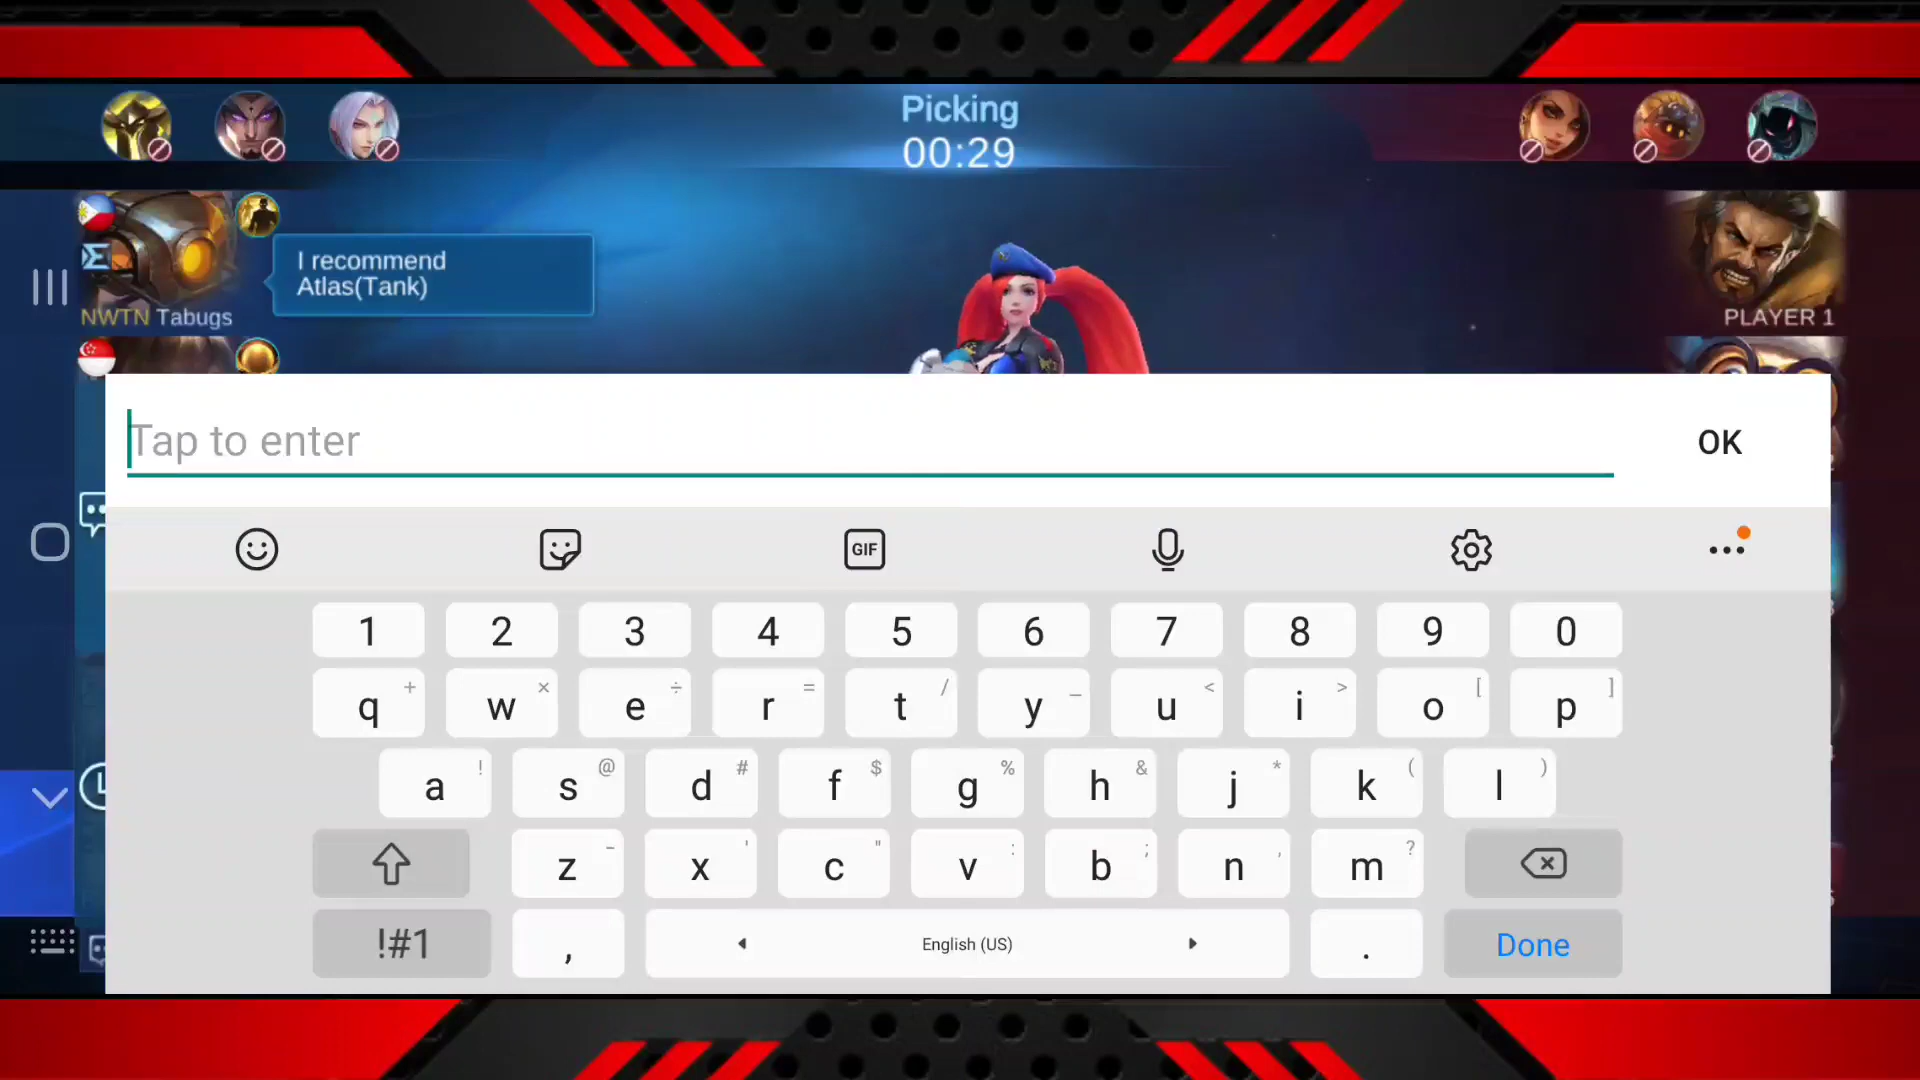 Picking
00:29
I recommend
Atlas(Tank)
NWTN Tabugs
PLAYER 1
Tap to enter
OK
GIF
1 2 3 4 5 6 7 8 9 0
q + w × e ÷ r = t / y _ u < i > o [ p ]
a ! s @ d # f $ g % h & j * k ( l )
z - x ' c " v : b ; n , m ?
!#1 , English (US) . Done